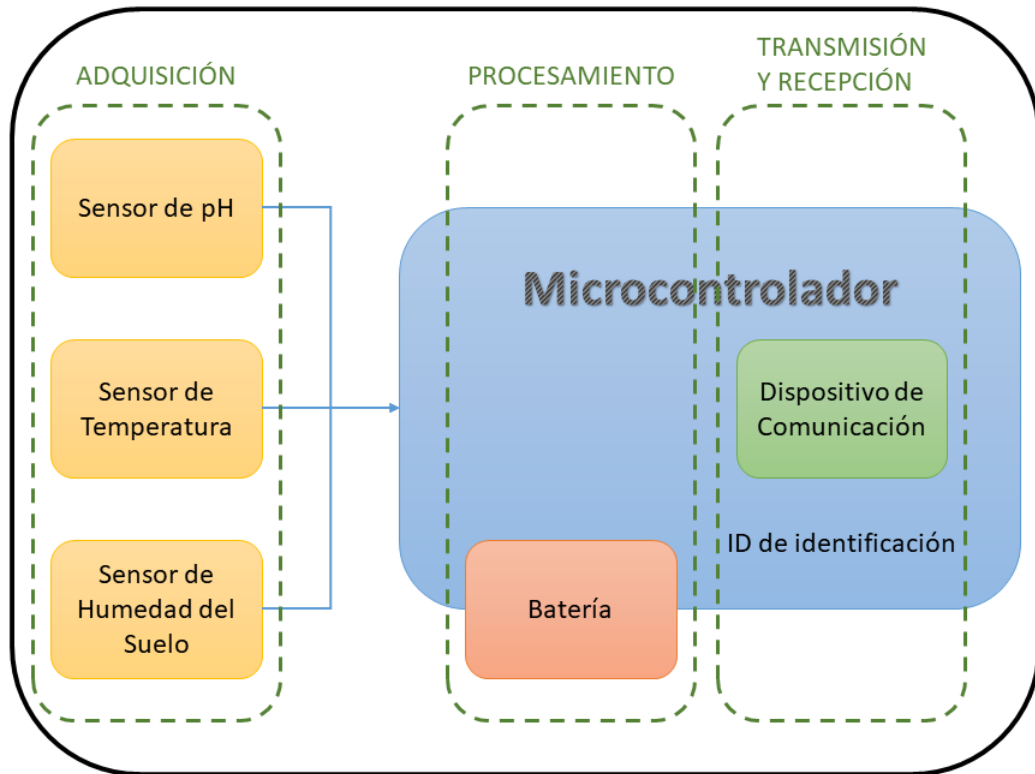 ADQUISICIÓN
PROCESAMIENTO
TRANSMISIÓN
Y RECEPCIÓN
Sensor de pH
Microcontrolador
Sensor de
Temperatura
Dispositivo de
Comunicación
ID de identificación
Sensor de
Humedad del
Suelo
Batería